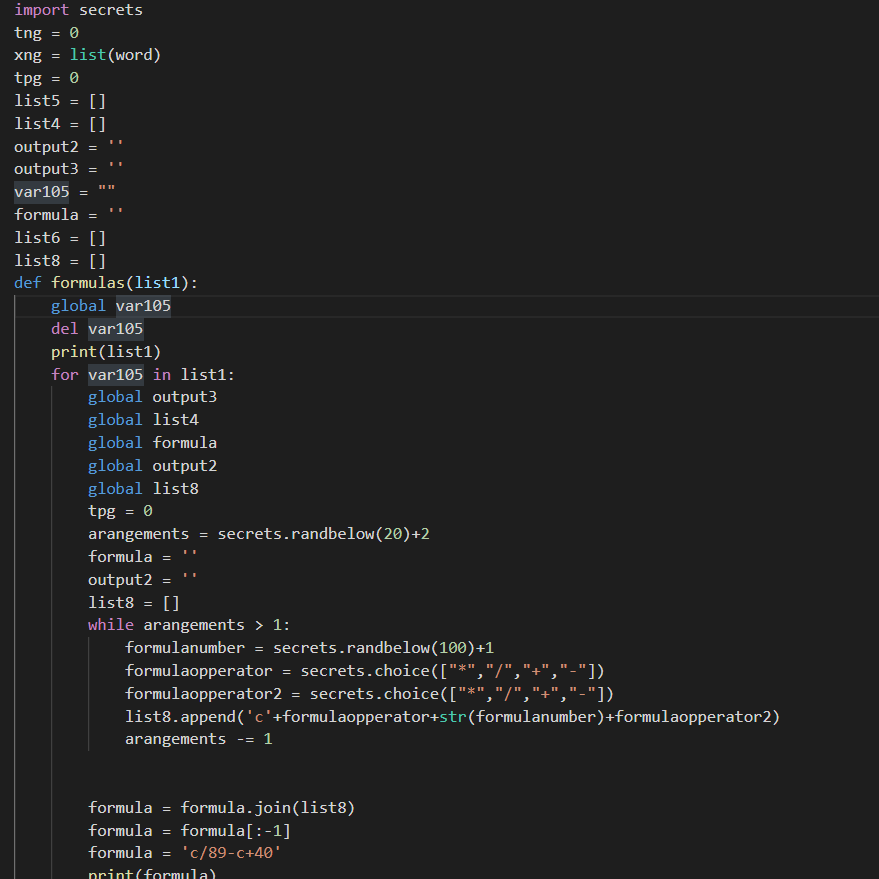 import secrets
tng = 0
xng = list(word)
tpg = 0
list5 = []
list4 = []
output2 = ''
output3 = ''
var105 = ""
formula = ''
list6 = []
list8 = []
def formulas(list1):
    global var105
    del var105
    print(list1)
    for var105 in list1:
        global output3
        global list4
        global formula
        global output2
        global list8
        tpg = 0
        arangements = secrets.randbelow(20)+2
        formula = ''
        output2 = ''
        list8 = []
        while arangements > 1:
            formulanumber = secrets.randbelow(100)+1
            formulaopperator = secrets.choice(["*","/","+","-"])
            formulaopperator2 = secrets.choice(["*","/","+","-"])
            list8.append('c'+formulaopperator+str(formulanumber)+formulaopperator2)
            arangements -= 1
        formula = formula.join(list8)
        formula = formula[:-1]
        formula = 'c/89-c+40'
        print(formula)